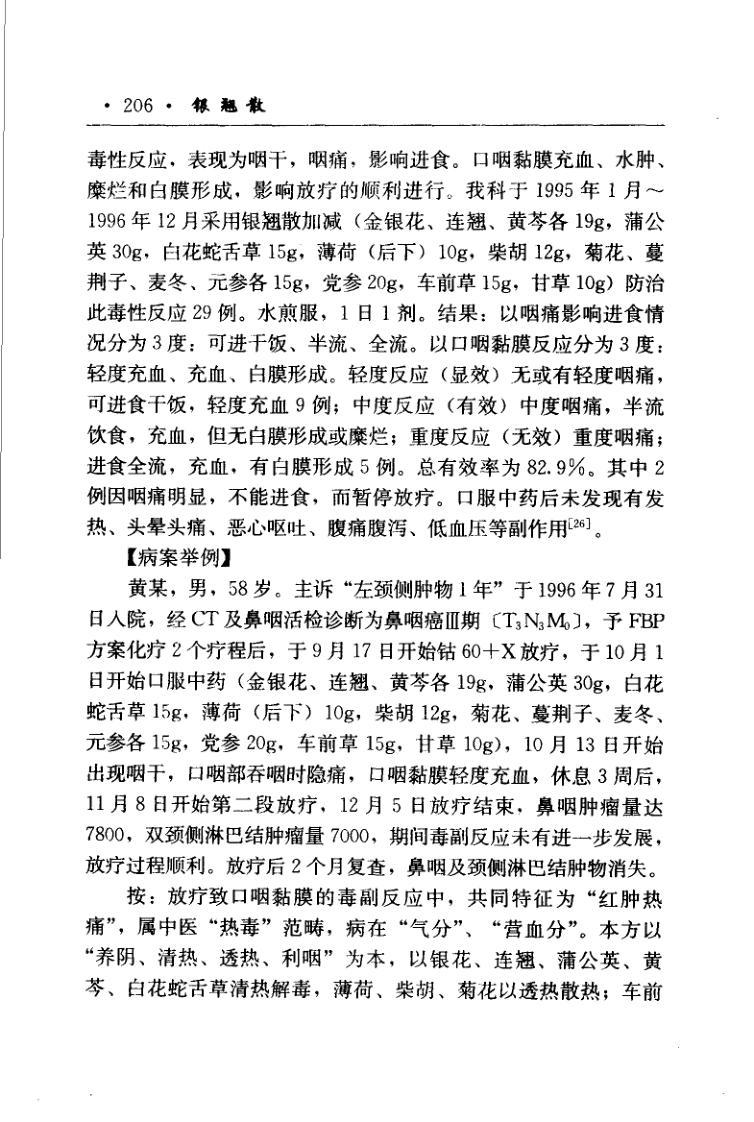 · 206 · 银翘散
毒性反应，表现为咽干，咽痛，影响进食。口咽黏膜充血、水肿、
糜烂和白膜形成，影响放疗的顺利进行。我科于 1995 年 1 月～
1996 年 12 月采用银翘散加减（金银花、连翘、黄芩各 19g，蒲公
英 30g，白花蛇舌草 15g，薄荷（后下）10g，柴胡 12g，菊花、蔓
荆子、麦冬、元参各 15g，党参 20g，车前草 15g，甘草 10g）防治
此毒性反应 29 例。水煎服，1 日 1 剂。结果：以咽痛影响进食情
况分为 3 度：可进干饭、半流、全流。以口咽黏膜反应分为 3 度：
轻度充血、充血、白膜形成。轻度反应（显效）无或有轻度咽痛，
可进食干饭，轻度充血 9 例；中度反应（有效）中度咽痛，半流
饮食，充血，但无白膜形成或糜烂；重度反应（无效）重度咽痛；
进食全流，充血，有白膜形成 5 例。总有效率为 82.9%。其中 2
例因咽痛明显，不能进食，而暂停放疗。口服中药后未发现有发
热、头晕头痛、恶心呕吐、腹痛腹泻、低血压等副作用[26]。
【病案举例】
黄某，男，58 岁。主诉“左颈侧肿物 1 年”于 1996 年 7 月 31
日入院，经 CT 及鼻咽活检诊断为鼻咽癌Ⅲ期〔T₃N₃M₀〕，予 FBP
方案化疗 2 个疗程后，于 9 月 17 日开始钴 60+X 放疗，于 10 月 1
日开始口服中药（金银花、连翘、黄芩各 19g，蒲公英 30g，白花
蛇舌草 15g，薄荷（后下）10g，柴胡 12g，菊花、蔓荆子、麦冬、
元参各 15g，党参 20g，车前草 15g，甘草 10g），10 月 13 日开始
出现咽干，口咽部吞咽时隐痛，口咽黏膜轻度充血，休息 3 周后，
11 月 8 日开始第二段放疗，12 月 5 日放疗结束，鼻咽肿瘤量达
7800，双颈侧淋巴结肿瘤量 7000，期间毒副反应未有进一步发展，
放疗过程顺利。放疗后 2 个月复查，鼻咽及颈侧淋巴结肿物消失。
按：放疗致口咽黏膜的毒副反应中，共同特征为“红肿热
痛”，属中医“热毒”范畴，病在“气分”、“营血分”。本方以
“养阴、清热、透热、利咽”为本，以银花、连翘、蒲公英、黄
芩、白花蛇舌草清热解毒，薄荷、柴胡、菊花以透热散热；车前